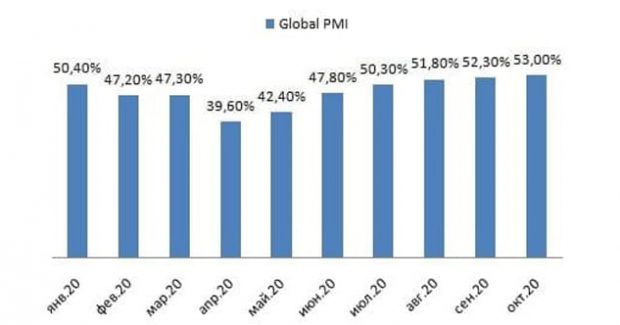 Global PMI
50,40%
47,20%
47,30%
39,60%
42,40%
47,80%
50,30%
51,80%
52,30%
53,00%
янв.20
фев.20
мар.20
апр.20
май.20
июн.20
июл.20
авг.20
сен.20
окт.20